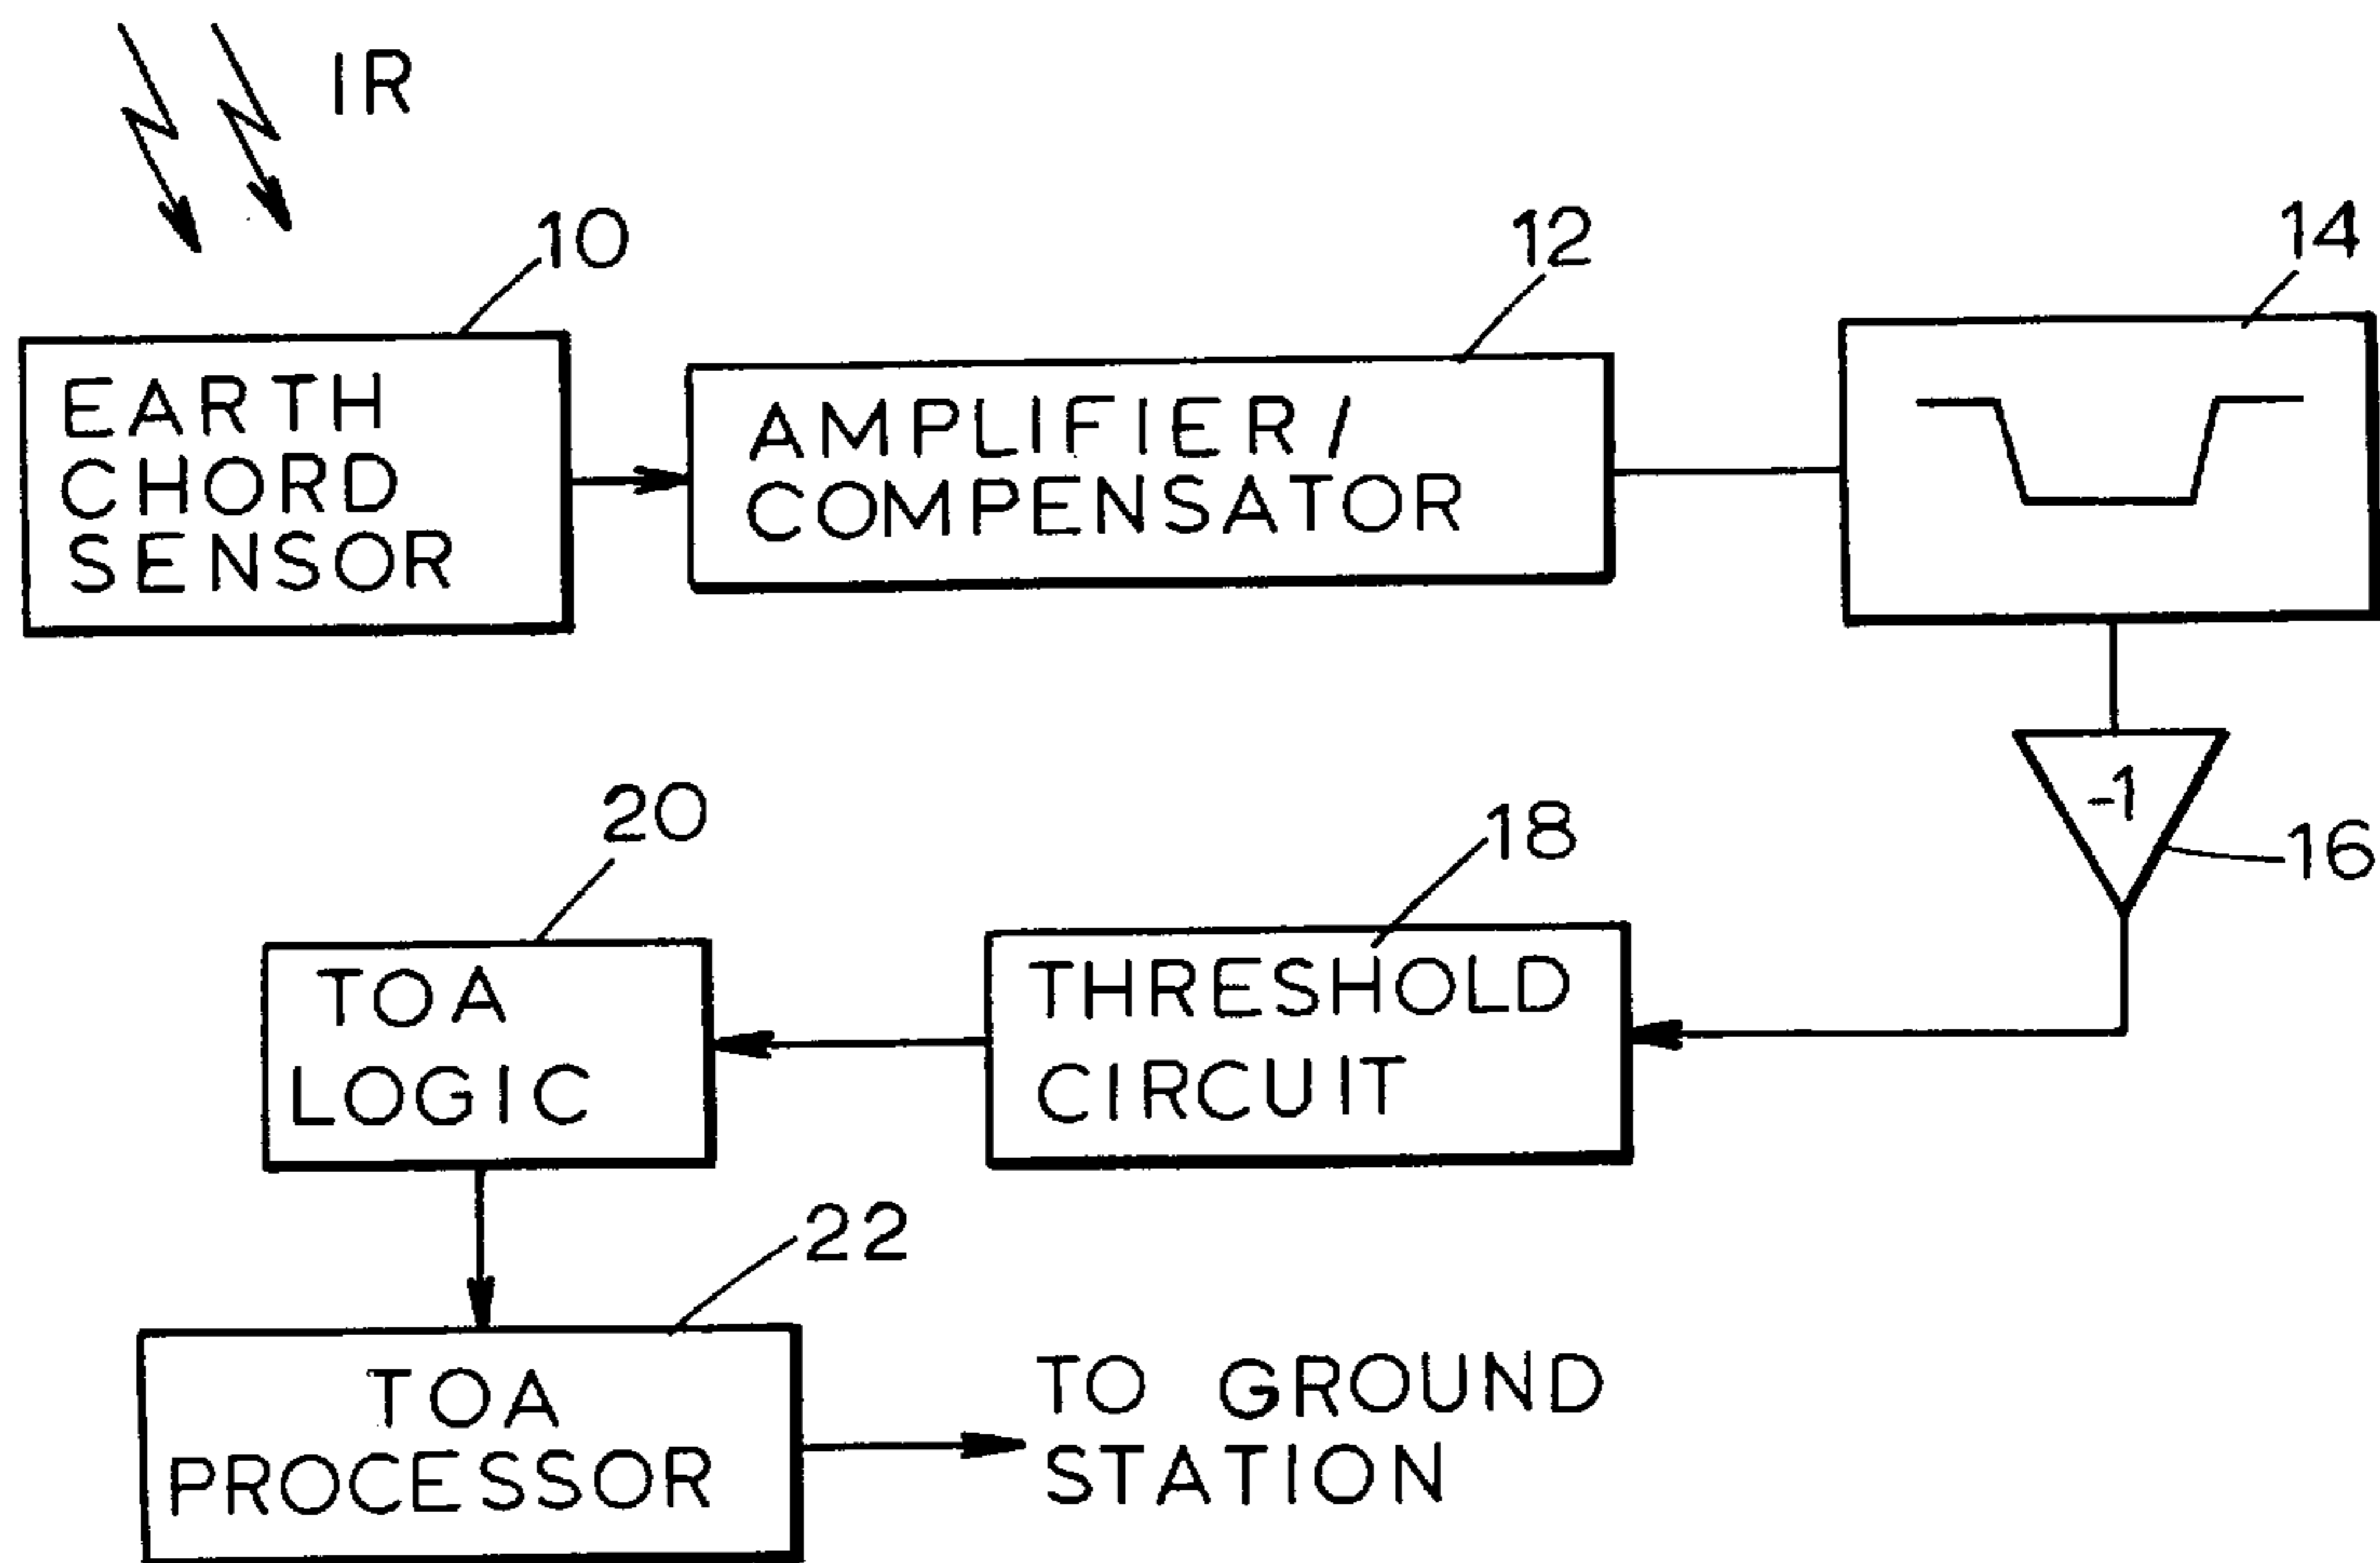 IR
10
12
14
EARTH
CHORD
SENSOR
AMPLIFIER/
COMPENSATOR
-1
16
20
18
TOA
LOGIC
THRESHOLD
CIRCUIT
22
TOA
PROCESSOR
TO GROUND
STATION